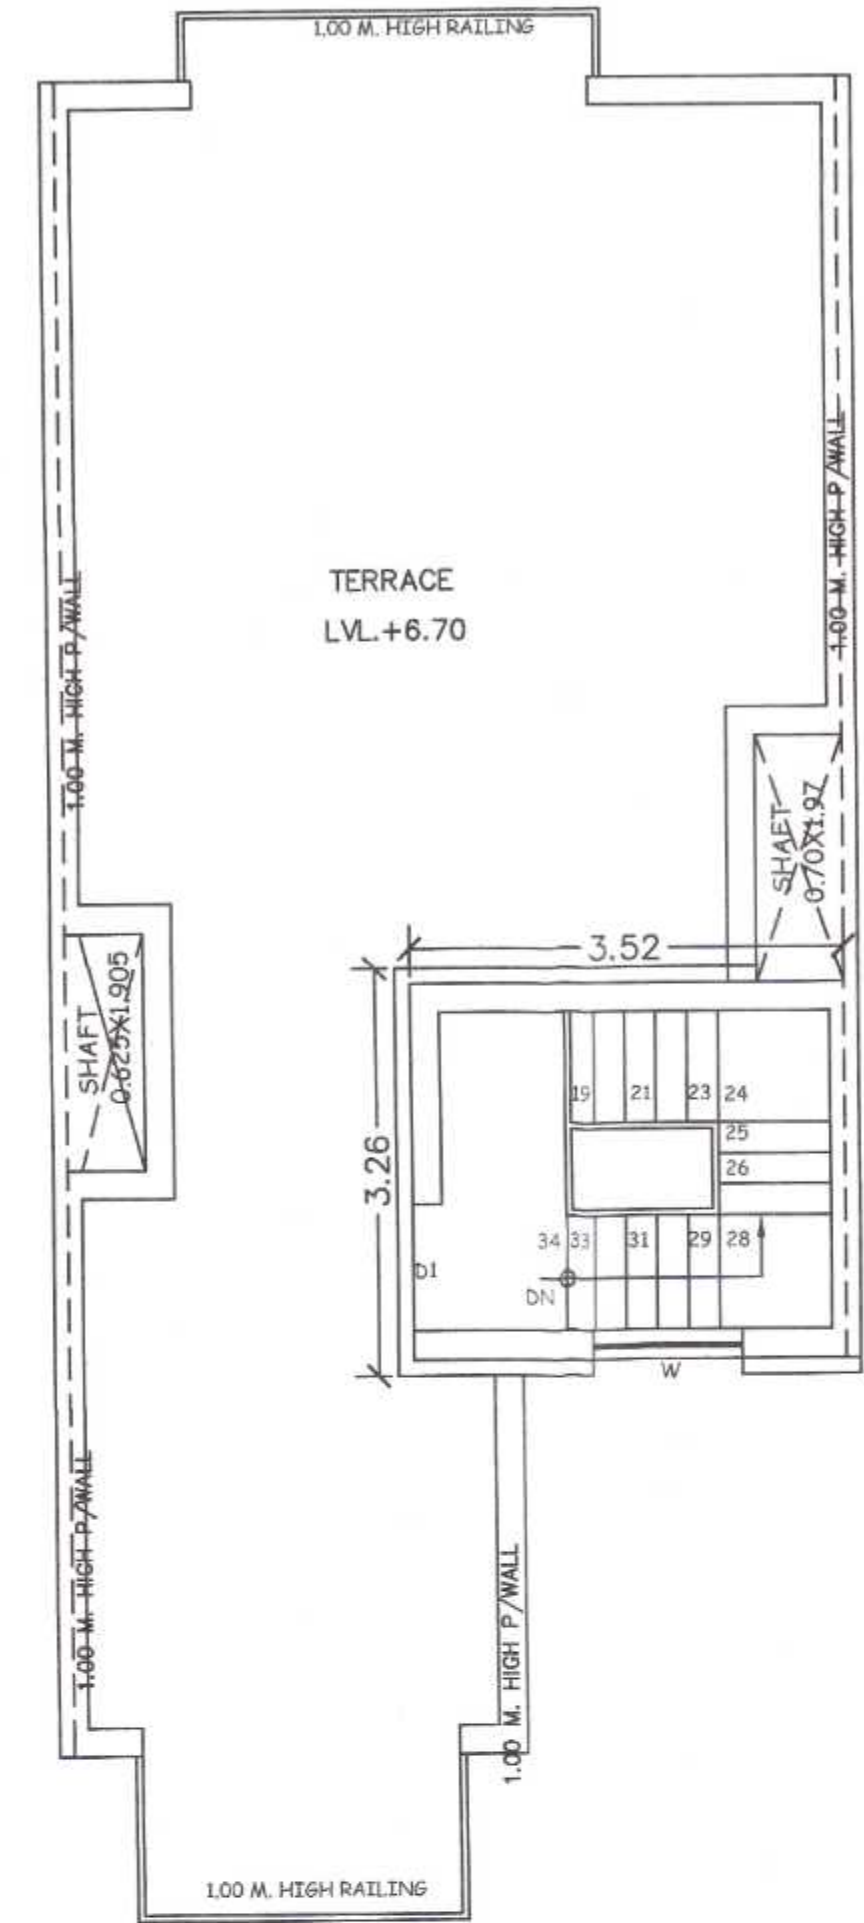 1.00 M. HIGH RAILING
TERRACE
LVL.+6.70
1.00 M. HIGH P/WALL
1.00 M. HIGH P/WALL
SHAFT
0.70X1.97
3.52
SHAFT
0.625X1.905
3.26
19 21 23 24
25
26
34 33 31 29 28
D1
DN
W
1.00 M. HIGH P/WALL
1.00 M. HIGH P/WALL
1.00 M. HIGH RAILING